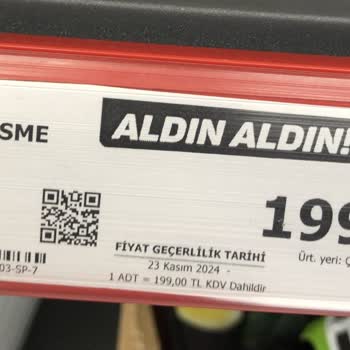 SME
ALDIN ALDIN!
199
FİYAT GEÇERLİLİK TARİHİ
Ürt. yeri: Ç
23 Kasım 2024 -
03-SP-7
1 ADT = 199,00 TL KDV Dahildir